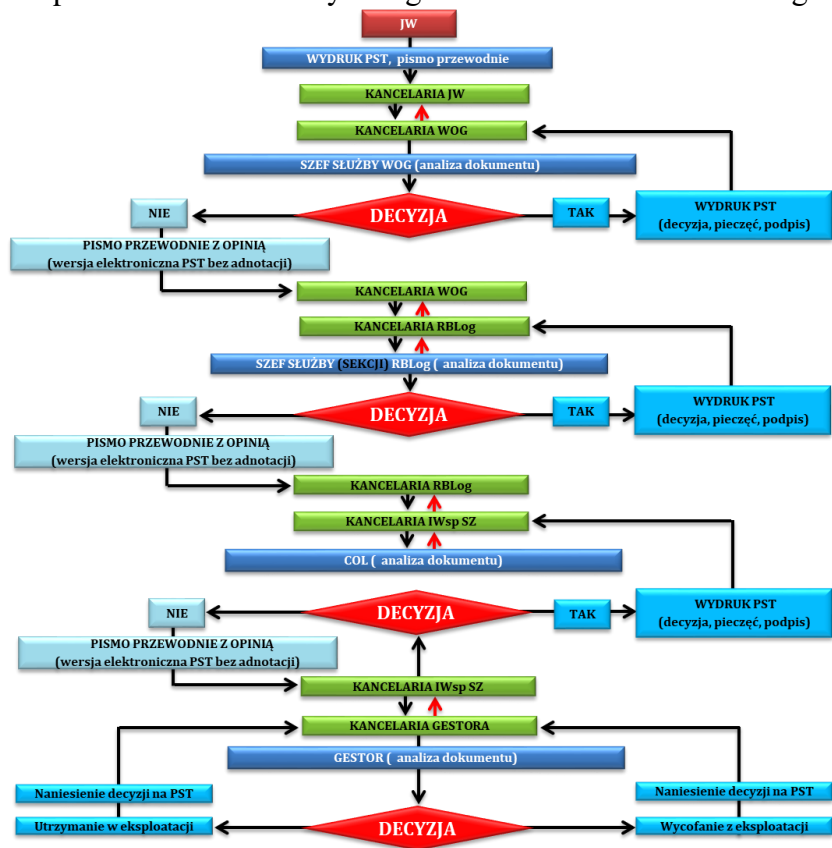 JW
WYDRUK PST, pismo przewodnie
KANCELARIA JW
KANCELARIA WOG
SZEF SŁUŻBY WOG (analiza dokumentu)
NIE
DECYZJA
TAK
WYDRUK PST
(decyzja, pieczęć, podpis)
PISMO PRZEWODNIE Z OPINIĄ
(wersja elektroniczna PST bez adnotacji)
KANCELARIA WOG
KANCELARIA RBLog
SZEF SŁUŻBY (SEKCJI) RBLog ( analiza dokumentu)
NIE
DECYZJA
TAK
WYDRUK PST
(decyzja, pieczęć, podpis)
PISMO PRZEWODNIE Z OPINIĄ
(wersja elektroniczna PST bez adnotacji)
KANCELARIA RBLog
KANCELARIA IWsp SZ
COL ( analiza dokumentu)
NIE
DECYZJA
TAK
WYDRUK PST
(decyzja, pieczęć, podpis)
PISMO PRZEWODNIE Z OPINIĄ
(wersja elektroniczna PST bez adnotacji)
KANCELARIA IWsp SZ
KANCELARIA GESTORA
GESTOR ( analiza dokumentu)
Naniesienie decyzji na PST
Naniesienie decyzji na PST
Utrzymanie w eksploatacji
DECYZJA
Wycofanie z eksploatacji